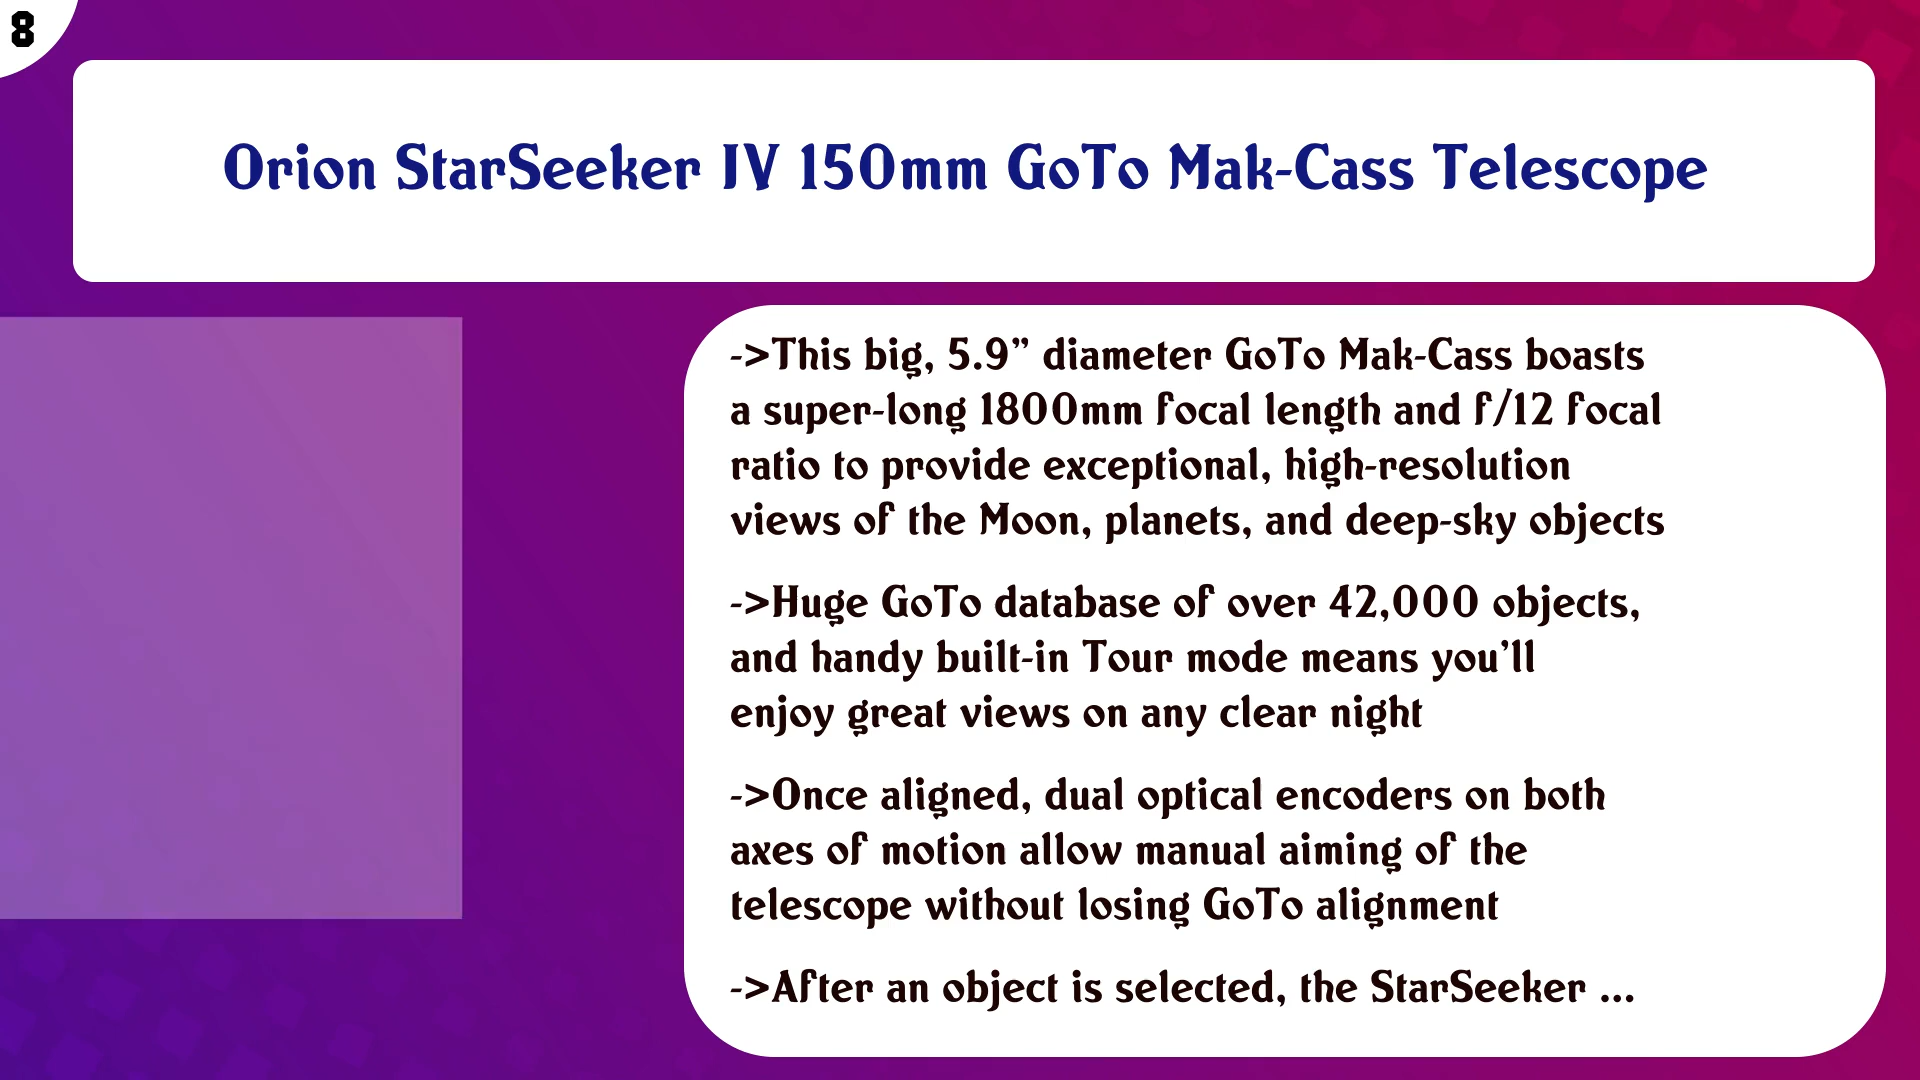 8
Orion StarSeeker IV 150mm GoTo Mak-Cass Telescope
->This big, 5.9” diameter GoTo Mak-Cass boasts
a super-long 1800mm focal length and f/12 focal
ratio to provide exceptional, high-resolution
views of the Moon, planets, and deep-sky objects
->Huge GoTo database of over 42,000 objects,
and handy built-in Tour mode means you’ll
enjoy great views on any clear night
->Once aligned, dual optical encoders on both
axes of motion allow manual aiming of the
telescope without losing GoTo alignment
->After an object is selected, the StarSeeker ...